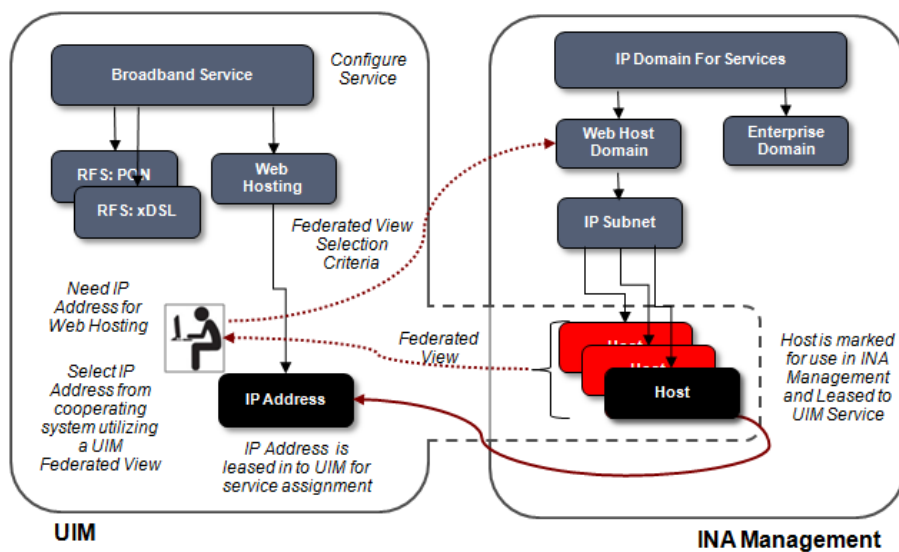 Broadband Service
Configure
Service
RFS: PON
RFS: xDSL
Web
Hosting
Federated View
Selection
Criteria
Need IP
Address for
Web Hosting
Select IP
Address from
cooperating
system utilizing
a UIM
Federated View
IP Address
IP Address is
leased in to UIM for
service assignment
UIM
IP Domain For Services
Web Host
Domain
Enterprise
Domain
IP Subnet
Federated
View
Host
Host
Host
Host is marked
for use in INA
Management
and Leased to
UIM Service
INA Management